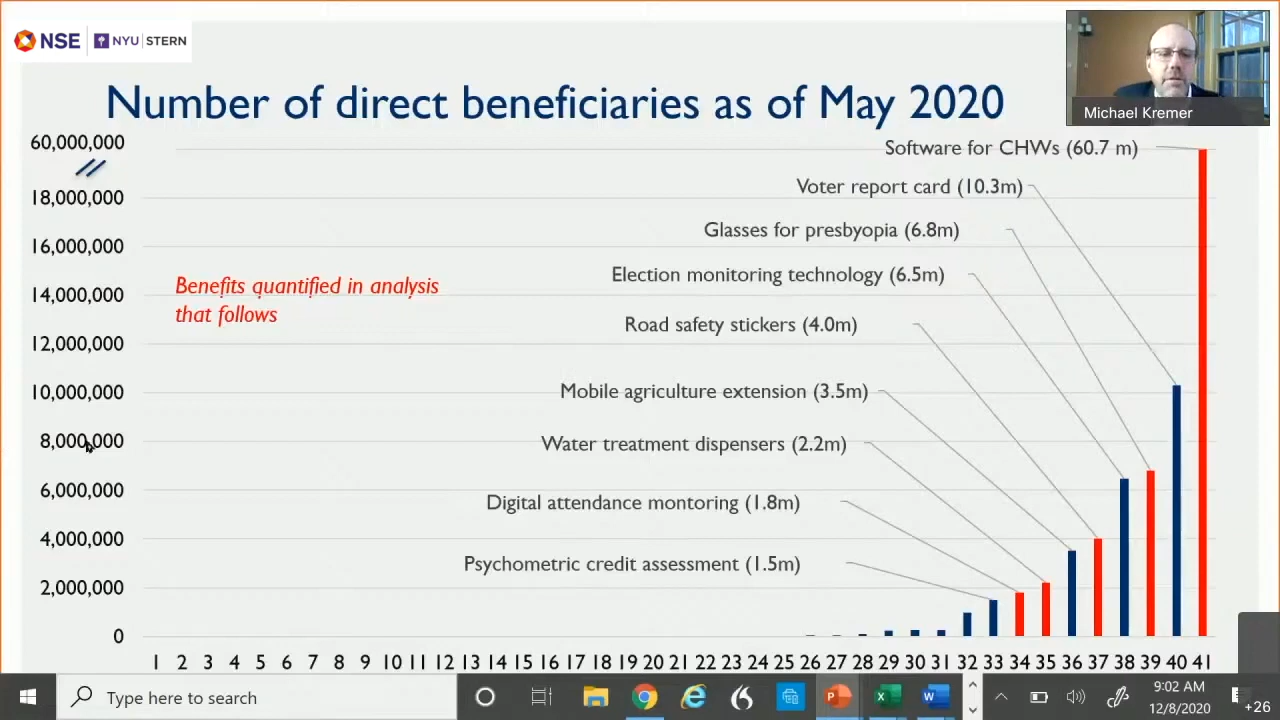 NSE NYU STERN
Michael Kremer
Number of direct beneficiaries as of May 2020
60,000,000
18,000,000
16,000,000
14,000,000
12,000,000
10,000,000
8,000,000
6,000,000
4,000,000
2,000,000
0
Benefits quantified in analysis
that follows
Software for CHWs (60.7 m)
Voter report card (10.3m)
Glasses for presbyopia (6.8m)
Election monitoring technology (6.5m)
Road safety stickers (4.0m)
Mobile agriculture extension (3.5m)
Water treatment dispensers (2.2m)
Digital attendance montoring (1.8m)
Psychometric credit assessment (1.5m)
1 2 3 4 5 6 7 8 9 10 11 12 13 14 15 16 17 18 19 20 21 22 23 24 25 26 27 28 29 30 31 32 33 34 35 36 37 38 39 40 41
Type here to search
9:02 AM
12/8/2020
+26